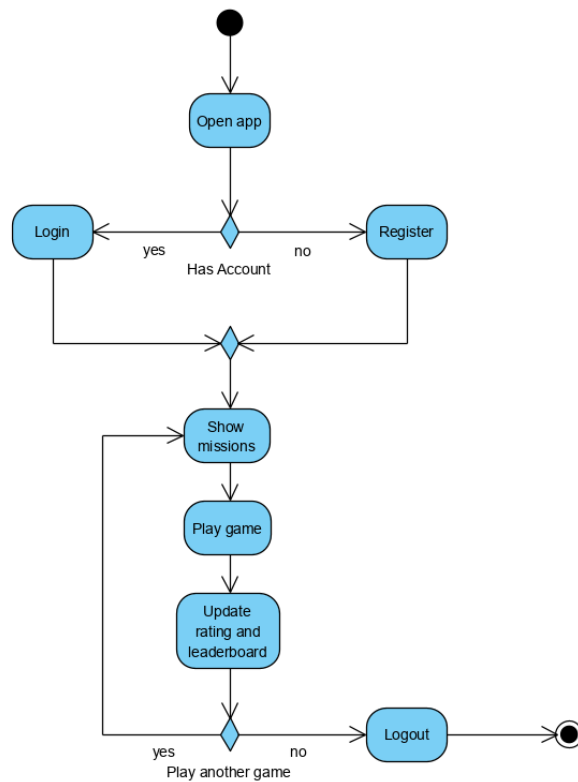 Open app
Login
Register
yes
no
Has Account
Show
missions
Play game
Update
rating and
leaderboard
Logout
yes
no
Play another game